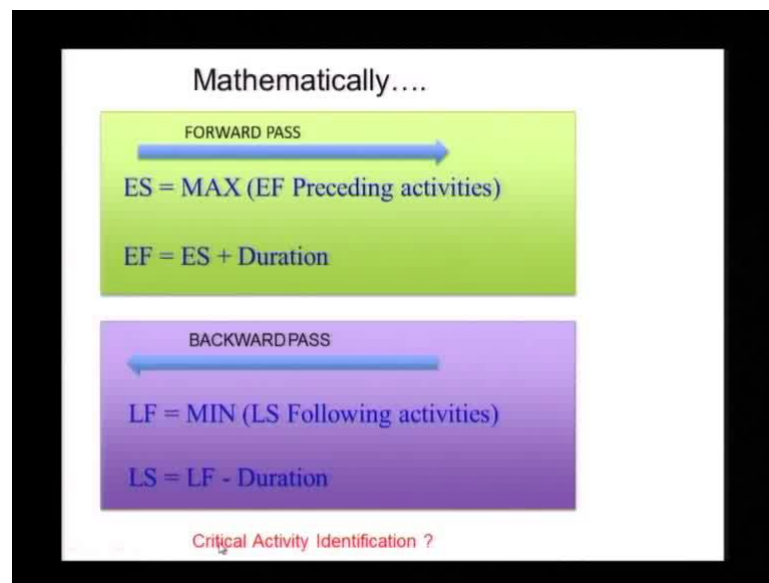 Mathematically....
FORWARD PASS
ES = MAX (EF Preceding activities)
EF = ES + Duration
BACKWARD PASS
LF = MIN (LS Following activities)
LS = LF - Duration
Critical Activity Identification ?